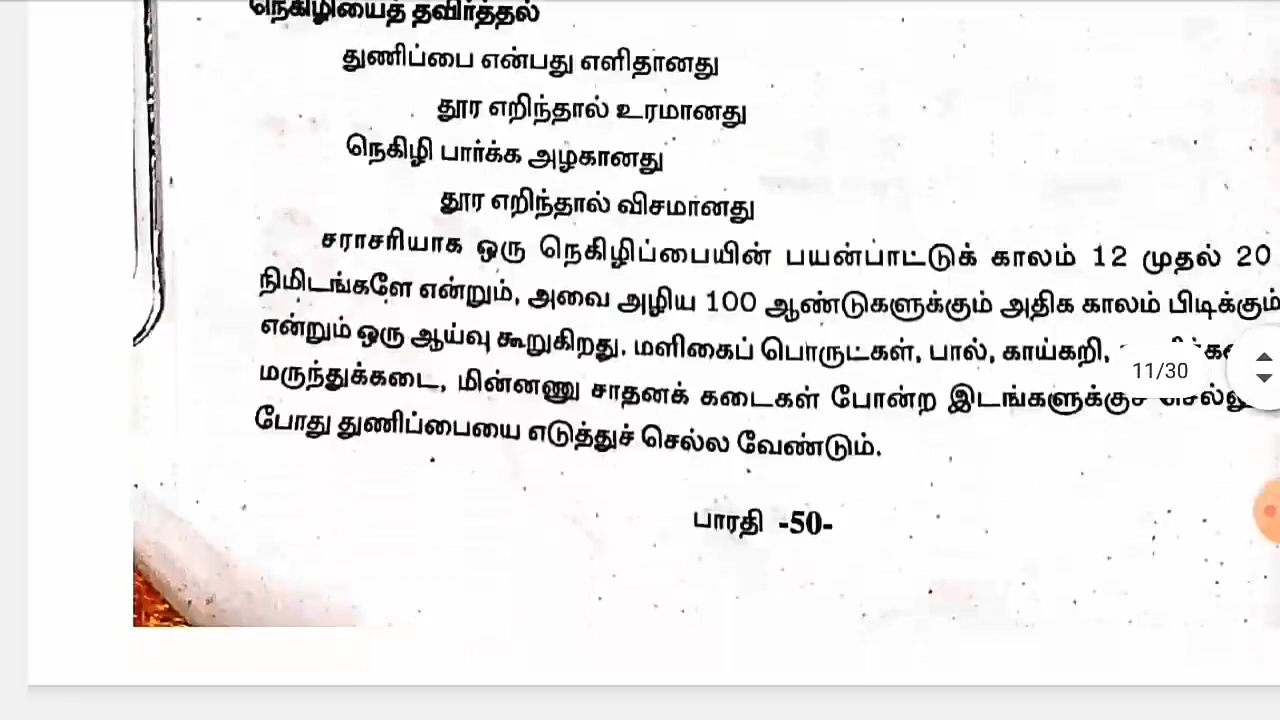 நெகிழியைத் தவிர்த்தல்
துணிப்பை என்பது எளிதானது
தூர எறிந்தால் உரமானது
நெகிழி பார்க்க அழகானது
தூர எறிந்தால் விசமானது
சராசரியாக ஒரு நெகிழிப்பையின் பயன்பாட்டுக் காலம் 12 முதல் 20
நிமிடங்களே என்றும், அவை அழிய 100 ஆண்டுகளுக்கும் அதிக காலம் பிடிக்கும்
என்றும் ஒரு ஆய்வு கூறுகிறது. மளிகைப் பொருட்கள், பால், காய்கறி,
11/30
மருந்துக்கடை, மின்னணு சாதனக் கடைகள் போன்ற இடங்களுக்குச்
போது துணிப்பையை எடுத்துச் செல்ல வேண்டும்.
பாரதி -50-